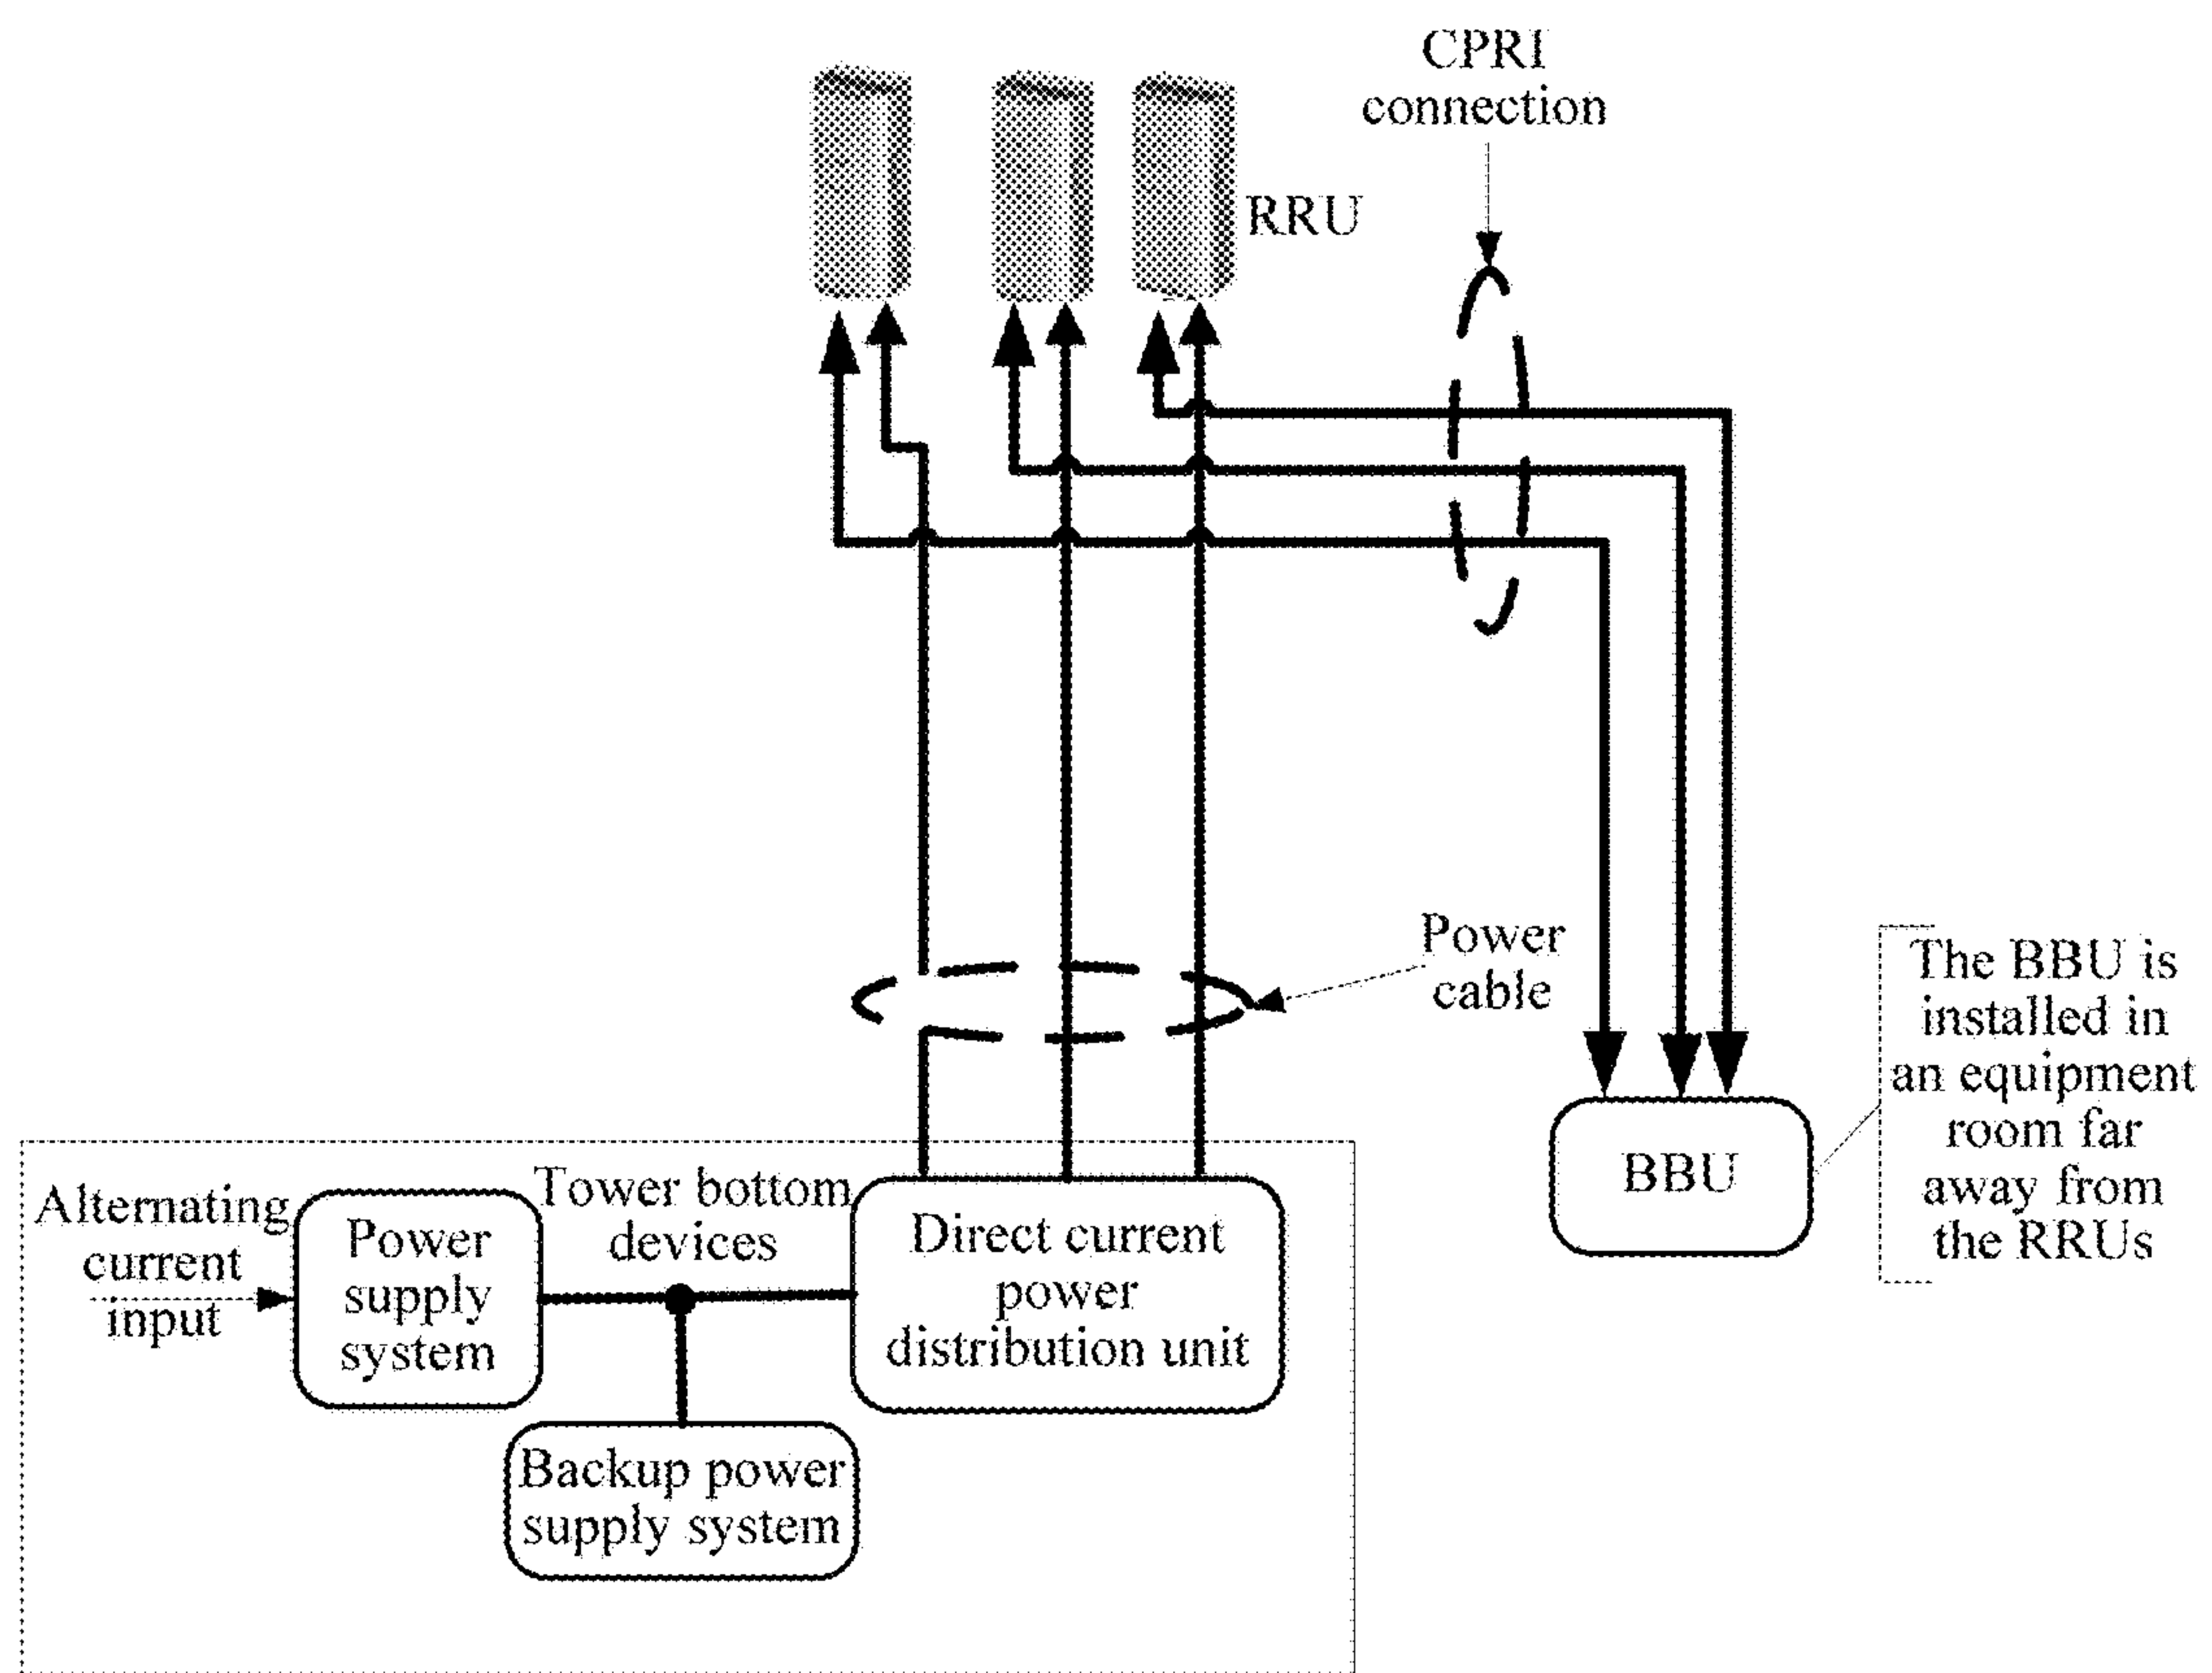 CPRI
connection
RRU
Power
cable
The BBU is
installed in
an equipment
room far
away from
the RRUs
BBU
Tower bottom
devices
Alternating
current
input
Power
supply
system
Direct current
power
distribution unit
Backup power
supply system